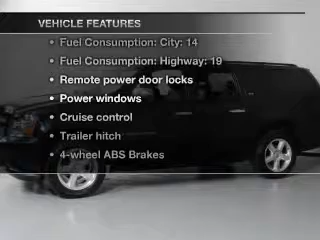 VEHICLE FEATURES
• Fuel Consumption: City: 14
• Fuel Consumption: Highway: 19
• Remote power door locks
• Power windows
• Cruise control
• Trailer hitch
• 4-wheel ABS Brakes